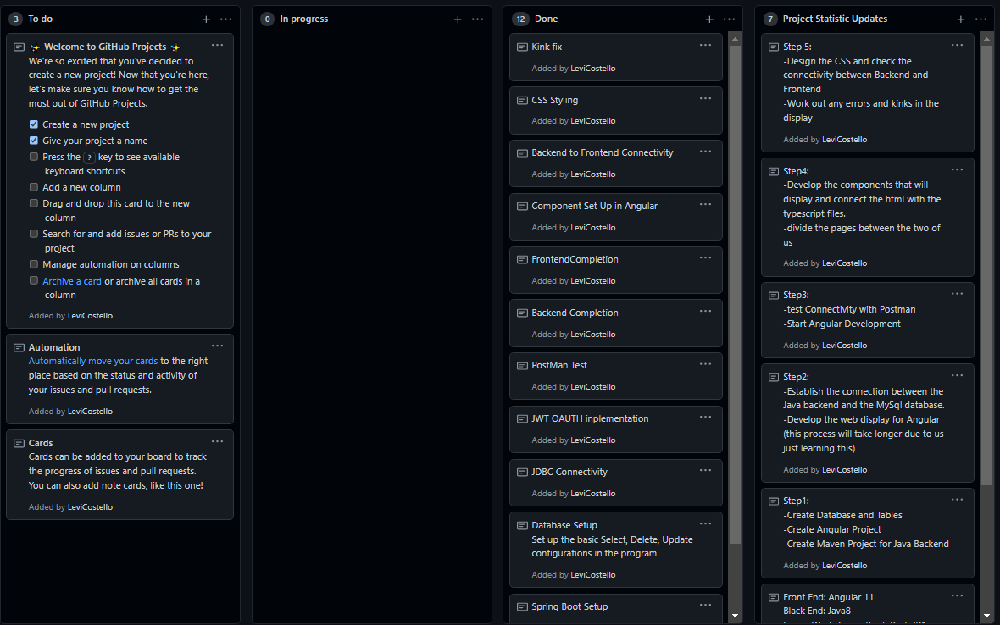 3 To do
✨ Welcome to GitHub Projects ✨
We're so excited that you've decided to
create a new project! Now that you're here,
let's make sure you know how to get the
most out of GitHub Projects.
Create a new project
Give your project a name
Press the ? key to see available
keyboard shortcuts
Add a new column
Drag and drop this card to the new
column
Search for and add issues or PRs to your
project
Manage automation on columns
Archive a card or archive all cards in a
column
Added by LeviCostello
Automation
Automatically move your cards to the right
place based on the status and activity of
your issues and pull requests.
Added by LeviCostello
Cards
Cards can be added to your board to track
the progress of issues and pull requests.
You can also add note cards, like this one!
Added by LeviCostello
0 In progress
12 Done
Kink fix
Added by LeviCostello
CSS Styling
Added by LeviCostello
Backend to Frontend Connectivity
Added by LeviCostello
Component Set Up in Angular
Added by LeviCostello
FrontendCompletion
Added by LeviCostello
Backend Completion
Added by LeviCostello
PostMan Test
Added by LeviCostello
JWT OAUTH inplementation
Added by LeviCostello
JDBC Connectivity
Added by LeviCostello
Database Setup
Set up the basic Select, Delete, Update
configurations in the program
Added by LeviCostello
Spring Boot Setup
7 Project Statistic Updates
Step 5:
-Design the CSS and check the
connectivity between Backend and
Frontend
-Work out any errors and kinks in the
display
Added by LeviCostello
Step4:
-Develop the components that will
display and connect the html with the
typescript files.
-divide the pages between the two of
us
Added by LeviCostello
Step3:
-test Connectivity with Postman
-Start Angular Development
Added by LeviCostello
Step2:
-Establish the connection between the
Java backend and the MySql database.
-Develop the web display for Angular
(this process will take longer due to us
just learning this)
Added by LeviCostello
Step1:
-Create Database and Tables
-Create Angular Project
-Create Maven Project for Java Backend
Added by LeviCostello
Front End: Angular 11
Black End: Java8